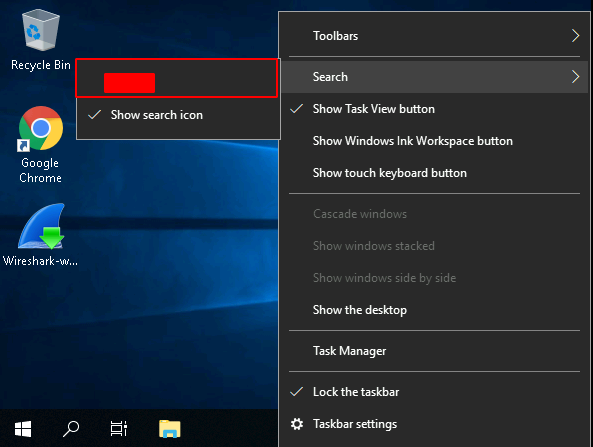 Recycle Bin
Google
Chrome
Wireshark-w...
Show search icon
Toolbars
Search
Show Task View button
Show Windows Ink Workspace button
Show touch keyboard button
Cascade windows
Show windows stacked
Show windows side by side
Show the desktop
Task Manager
Lock the taskbar
Taskbar settings